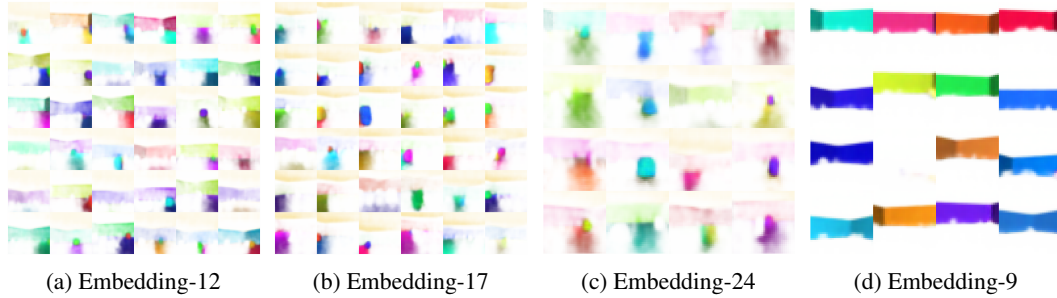 (a) Embedding-12
(b) Embedding-17
(c) Embedding-24
(d) Embedding-9